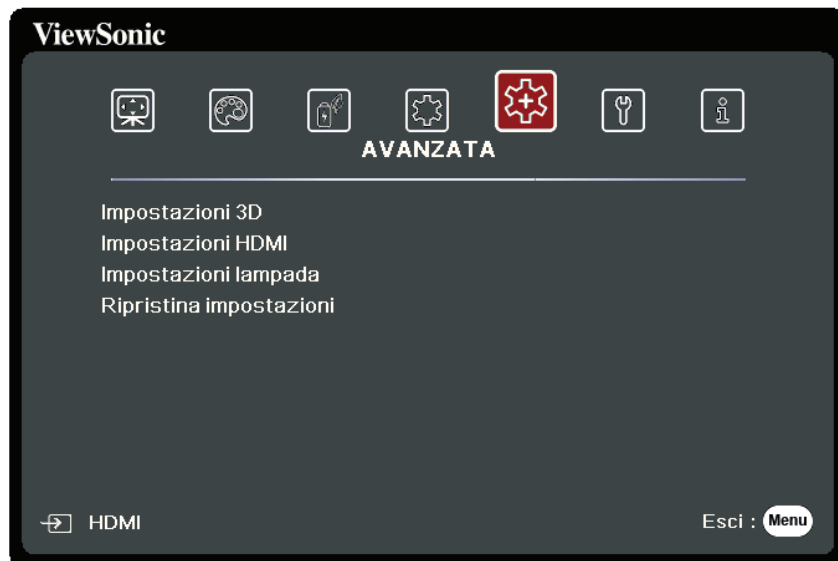 ViewSonic
AVANZATA
Impostazioni 3D
Impostazioni HDMI
Impostazioni lampada
Ripristina impostazioni
HDMI
Esci : Menu